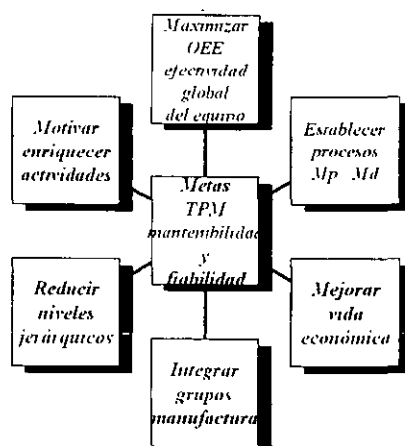 Maximizar
OEE
efectividad
global
del equipo
Motivar
enriquecer
actividades
Establecer
procesos
Mp Md
Metas
TPM
mantenibilidad
y
fiabilidad
Reducir
niveles
jerárquicos
Mejorar
vida
económica
Integrar
grupos
manufactura